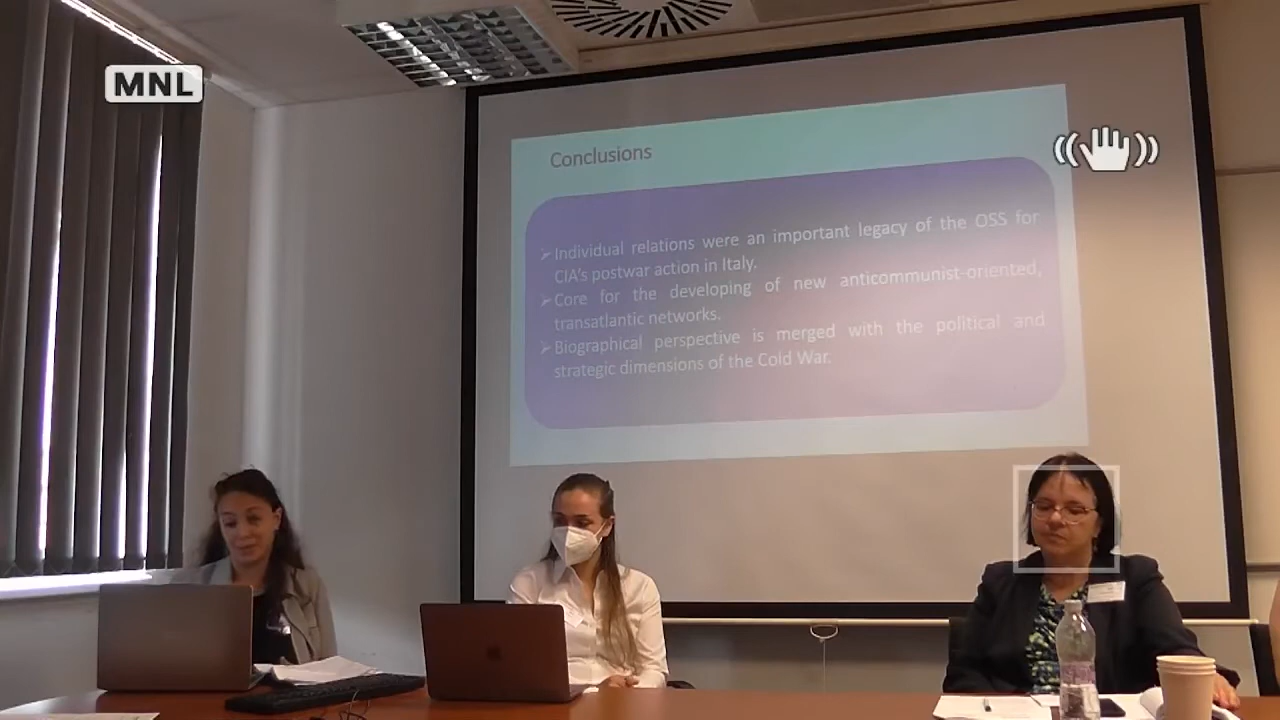 MNL
Conclusions
Individual relations were an important legacy of the OSS for
CIA's postwar action in Italy.
Core for the developing of new anticommunist-oriented,
transatlantic networks.
Biographical perspective is merged with the political and
strategic dimensions of the Cold War.